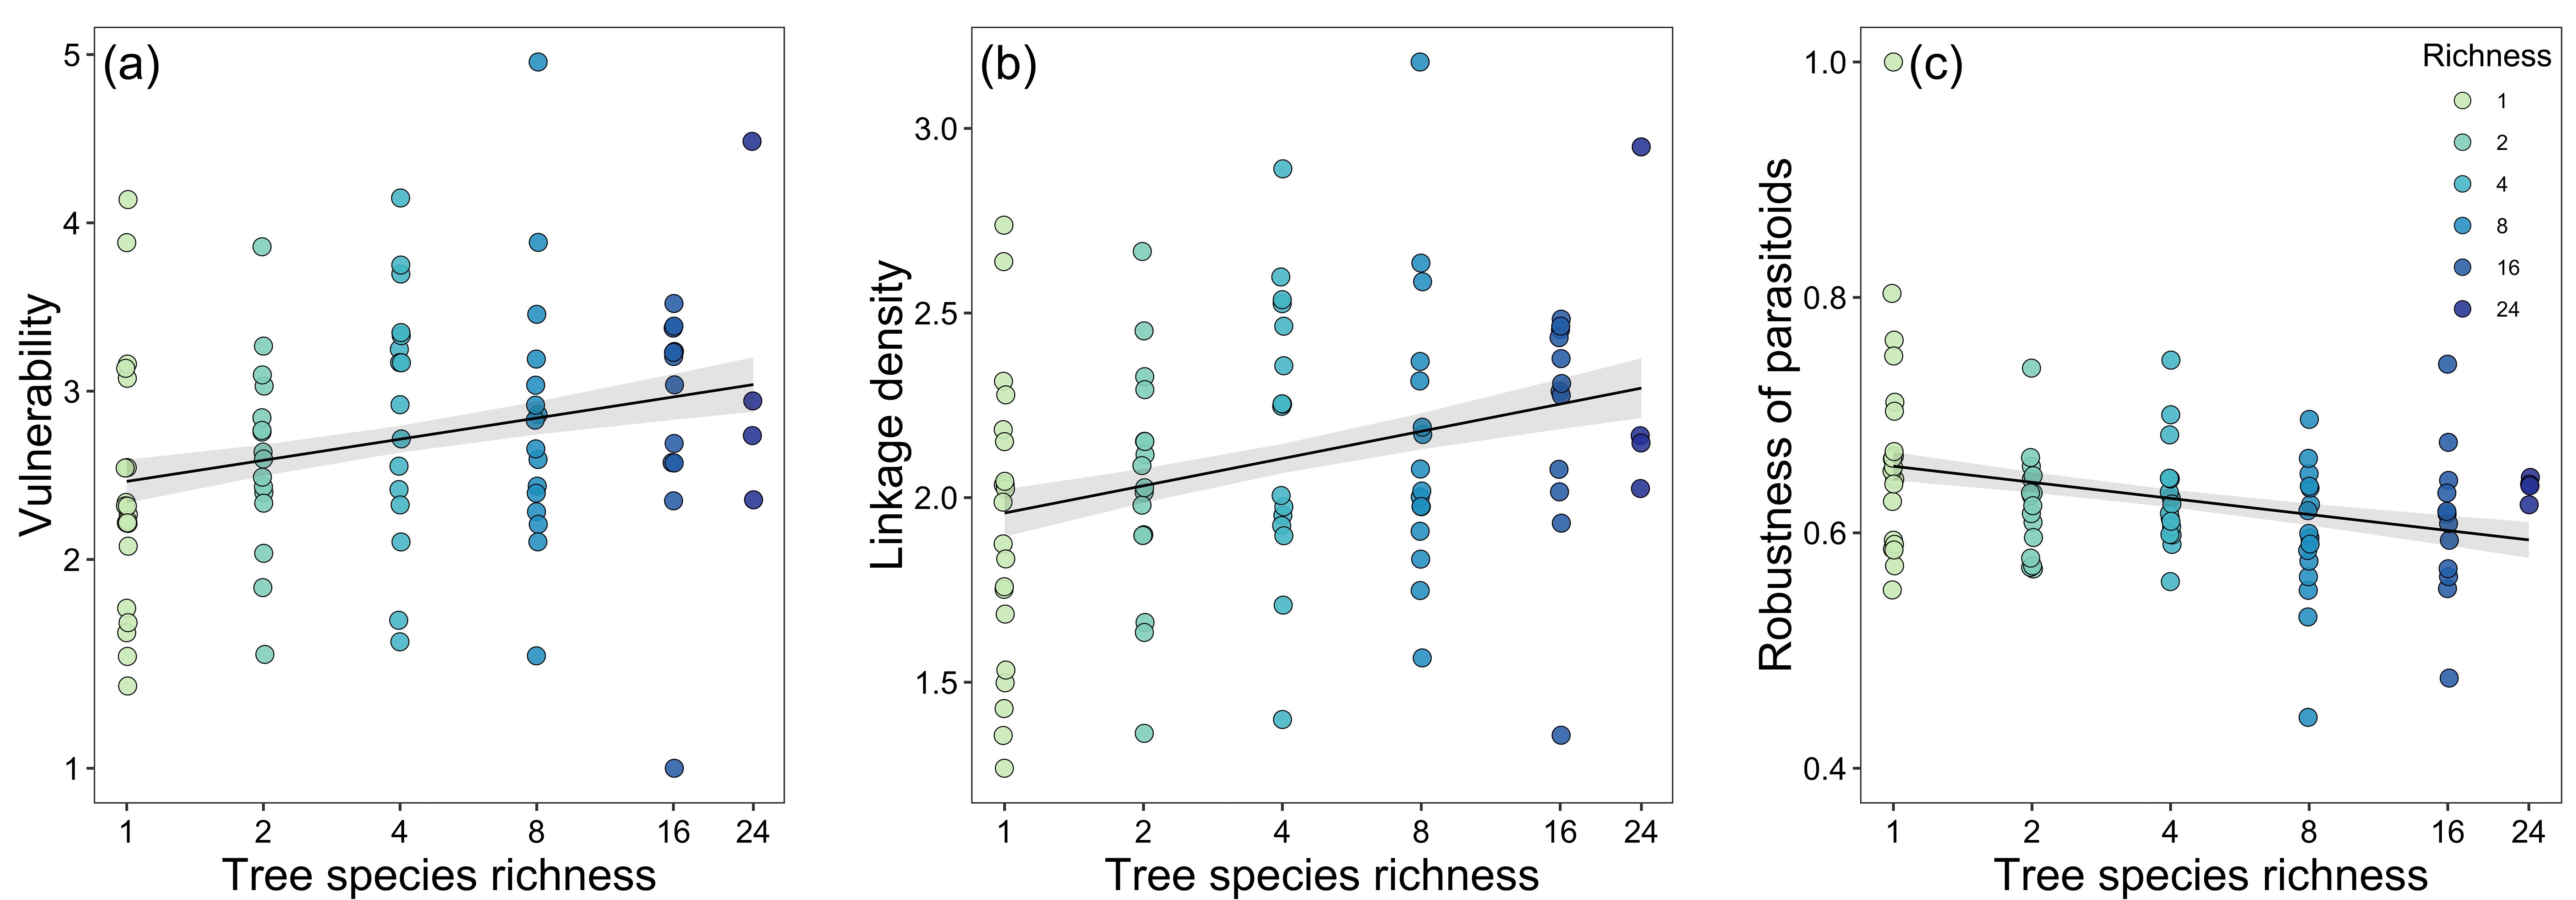 (a)
Vulnerability
5
4
3
2
1
1 2 4 8 16 24
Tree species richness
(b)
Linkage density
3.0
2.5
2.0
1.5
1 2 4 8 16 24
Tree species richness
(c)
Robustness of parasitoids
1.0
0.8
0.6
0.4
1 2 4 8 16 24
Tree species richness
Richness
1
2
4
8
16
24